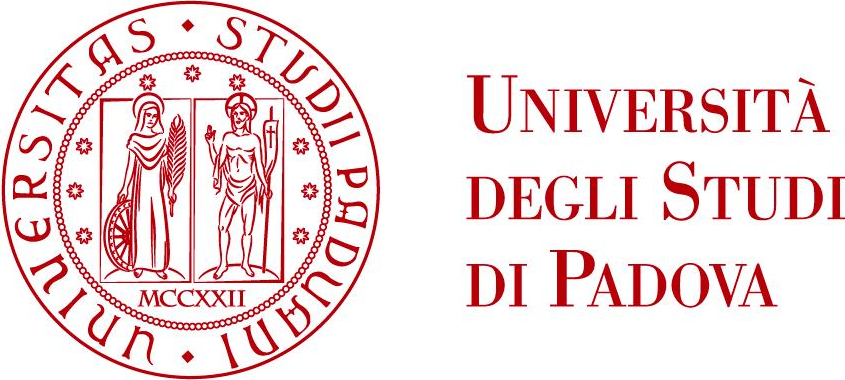 UNIVERSITAS • STUDII PADUANI •
MCCXXII
UNIVERSITÀ
DEGLI STUDI
DI PADOVA